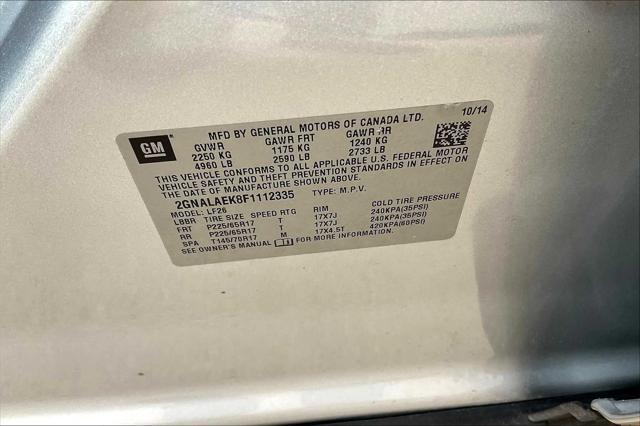 GM
MFD BY GENERAL MOTORS OF CANADA LTD.
10/14
GVWR GAWR FRT GAWR RR
2250 KG 1175 KG 1240 KG
4960 LB 2590 LB 2733 LB
THIS VEHICLE CONFORMS TO ALL APPLICABLE U.S. FEDERAL MOTOR
VEHICLE SAFETY, BUMPER, AND THEFT PREVENTION STANDARDS IN EFFECT
ON THE DATE OF MANUFACTURE SHOWN ABOVE.
2GNALAEK8F1112335 TYPE: M.P.V.
MODEL: LF26
LBBR TIRE SIZE SPEED RTG RIM COLD TIRE PRESSURE
FRT P225/65R17 T 17X7J 240KPA(35PSI)
RR P225/65R17 T 17X7J 240KPA(35PSI)
SPA T145/70R17 M 17X4.5T 420KPA(60PSI)
SEE OWNER'S MANUAL FOR MORE INFORMATION.